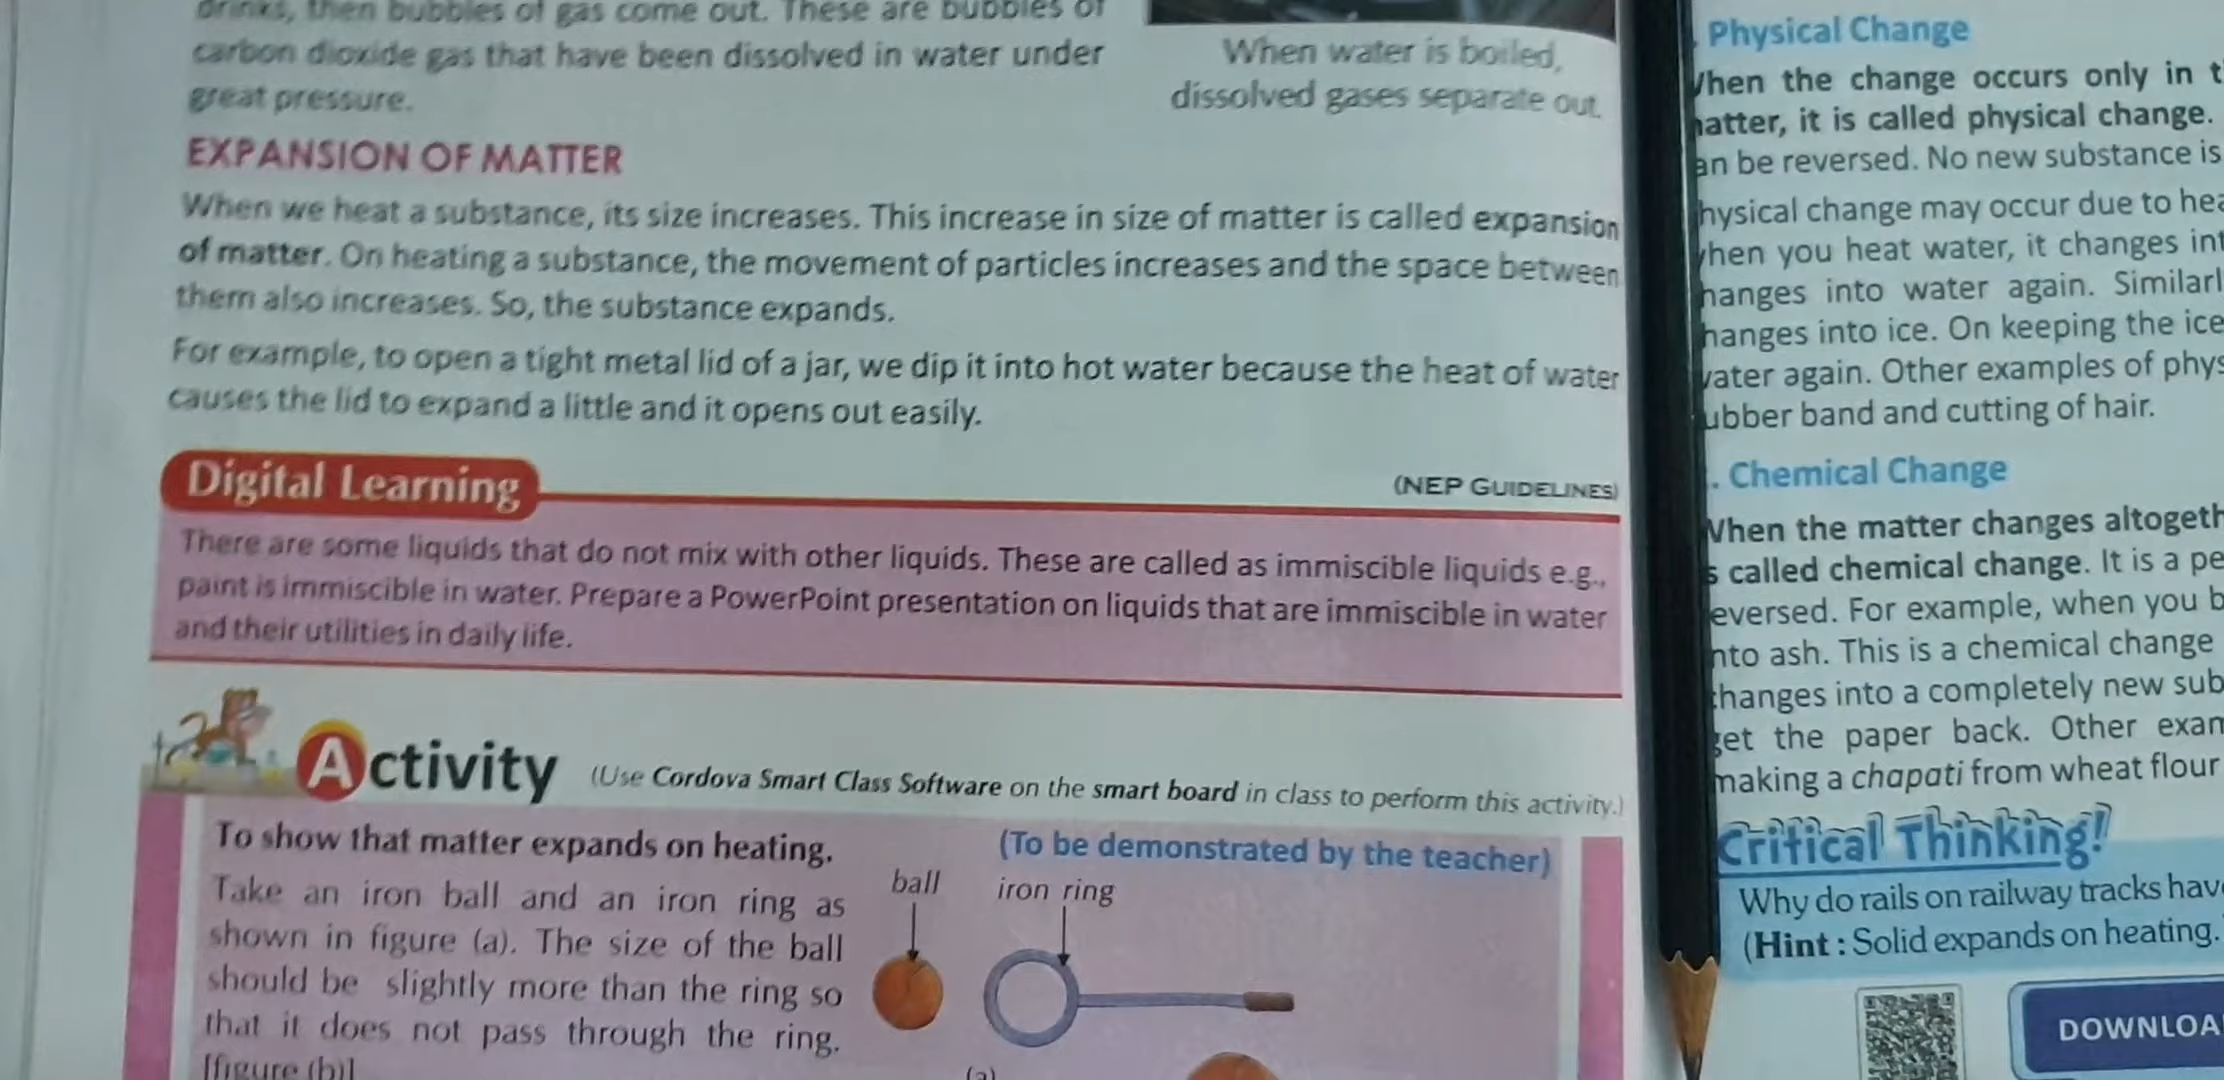 drinks, then bubbles of gas come out. These are bubbles of
carbon dioxide gas that have been dissolved in water under
great pressure.
When water is boiled,
dissolved gases separate out.
EXPANSION OF MATTER
When we heat a substance, its size increases. This increase in size of matter is called expansion
of matter. On heating a substance, the movement of particles increases and the space between
them also increases. So, the substance expands.
For example, to open a tight metal lid of a jar, we dip it into hot water because the heat of water
causes the lid to expand a little and it opens out easily.
Digital Learning
(NEP GUIDELINES)
There are some liquids that do not mix with other liquids. These are called as immiscible liquids e.g.,
paint is immiscible in water. Prepare a PowerPoint presentation on liquids that are immiscible in water
and their utilities in daily life.
Activity (Use Cordova Smart Class Software on the smart board in class to perform this activity.)
To show that matter expands on heating.
(To be demonstrated by the teacher)
Take an iron ball and an iron ring as
shown in figure (a). The size of the ball
should be slightly more than the ring so
that it does not pass through the ring.
[figure (b)]
ball
iron ring
(a)
Physical Change
hen the change occurs only in t
atter, it is called physical change.
an be reversed. No new substance is
hysical change may occur due to hea
hen you heat water, it changes int
hanges into water again. Similarl
hanges into ice. On keeping the ice
ater again. Other examples of phys
ubber band and cutting of hair.
. Chemical Change
When the matter changes altogeth
s called chemical change. It is a pe
eversed. For example, when you b
nto ash. This is a chemical change
changes into a completely new sub
get the paper back. Other exam
making a chapati from wheat flour
Critical Thinking!
Why do rails on railway tracks hav
(Hint : Solid expands on heating.
DOWNLOA